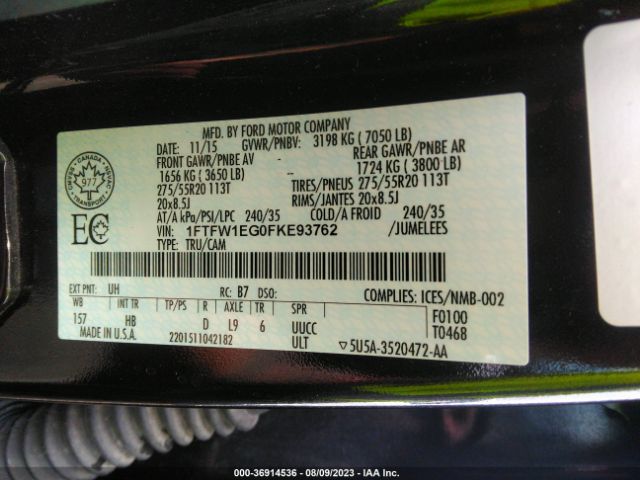 MFD. BY FORD MOTOR COMPANY
DATE: 11/15 GVWR/PNBV: 3198 KG ( 7050 LB)
FRONT GAWR/PNBE AV REAR GAWR/PNBE AR
1656 KG ( 3650 LB) 1724 KG ( 3800 LB)
275/55R20 113T TIRES/PNEUS 275/55R20 113T
20x8.5J RIMS/JANTES 20x8.5J
AT/A kPa/PSI/LPC 240/35 COLD/A FROID 240/35
VIN: 1FTFW1EG0FKE93762 /JUMELEES
TYPE: TRU/CAM
CANADA
977
TRANSPORT
EC
EXT PNT: UH RC: B7 DSO: COMPLIES: ICES/NMB-002
WB INT TR TP/PS R AXLE TR SPR F0100
157 HB D L9 6 UUCC T0468
MADE IN U.S.A. 2201511042182 ULT 5U5A-3520472-AA
000-36914536 - 08/09/2023 - IAA Inc.